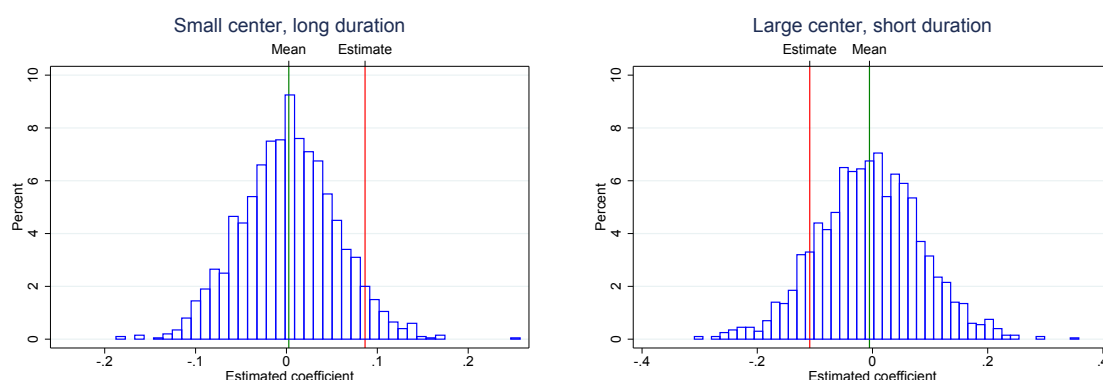 Small center, long duration
Mean Estimate
10
8
6
4
2
0
Percent
-.2 -.1 0 .1 .2
Estimated coefficient
Large center, short duration
Estimate Mean
10
8
6
4
2
0
Percent
-.4 -.2 0 .2 .4
Estimated coefficient